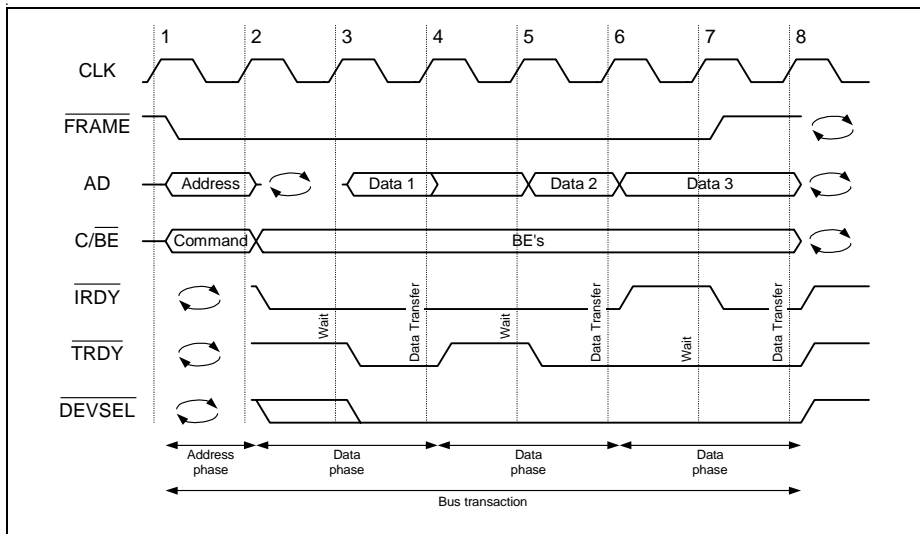 1 2 3 4 5 6 7 8
CLK
FRAME
AD Address Data 1 Data 2 Data 3
C/BE Command BE's
IRDY
Wait Data Transfer Wait Data Transfer Wait Data Transfer
TRDY
DEVSEL
Address phase
Data phase
Data phase
Data phase
Bus transaction